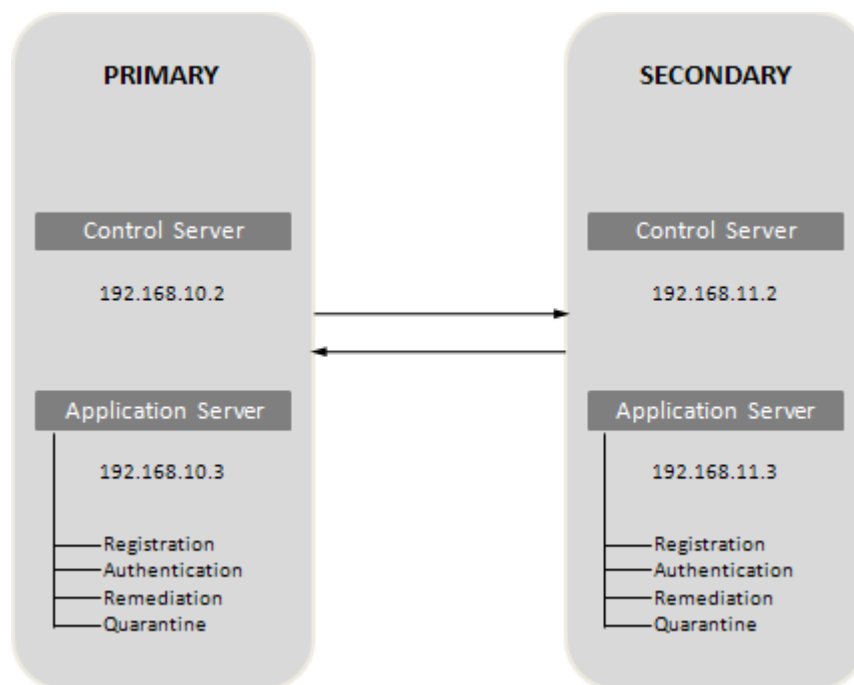 PRIMARY
Control Server
192.168.10.2
Application Server
192.168.10.3
Registration
Authentication
Remediation
Quarantine
SECONDARY
Control Server
192.168.11.2
Application Server
192.168.11.3
Registration
Authentication
Remediation
Quarantine